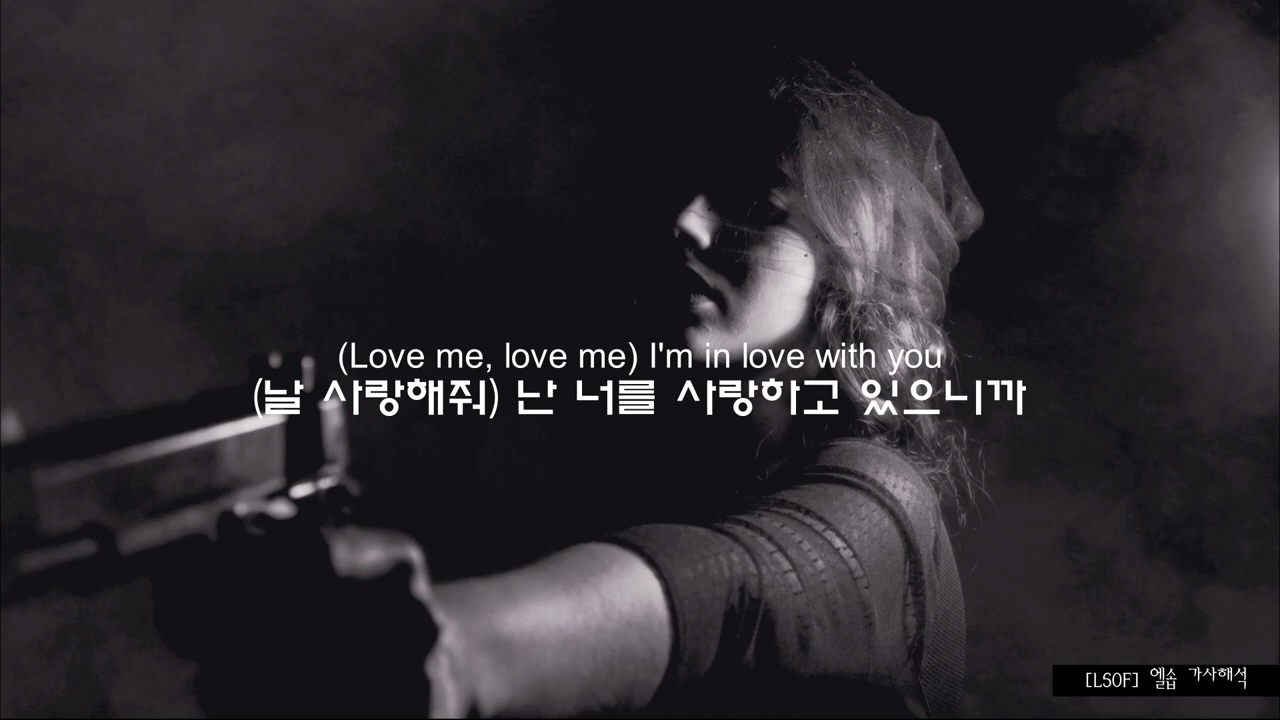 (Love me, love me) I'm in love with you
(날 사랑해줘) 난 너를 사랑하고 있으니까
[LSOF] 엘솝 가사해석